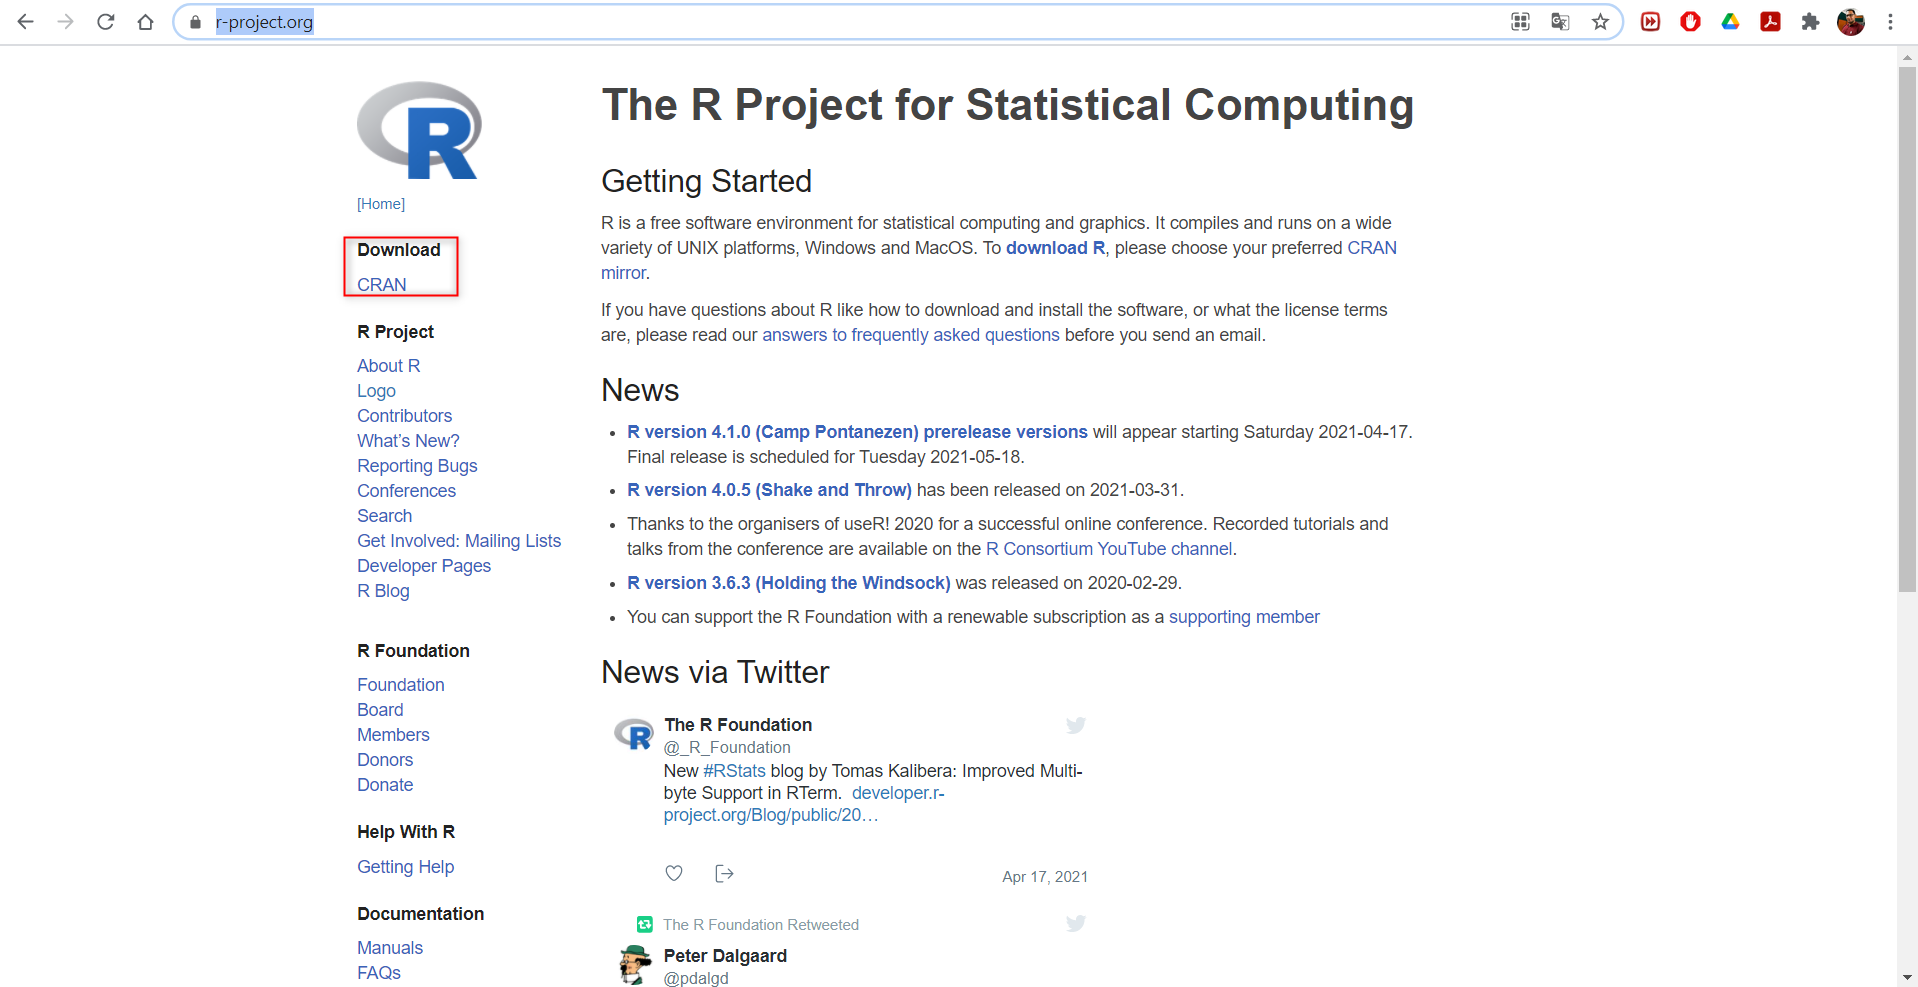 r-project.org
R
[Home]
Download
CRAN
R Project
About R
Logo
Contributors
What's New?
Reporting Bugs
Conferences
Search
Get Involved: Mailing Lists
Developer Pages
R Blog
R Foundation
Foundation
Board
Members
Donors
Donate
Help With R
Getting Help
Documentation
Manuals
FAQs
The R Project for Statistical Computing
Getting Started
R is a free software environment for statistical computing and graphics. It compiles and runs on a wide
variety of UNIX platforms, Windows and MacOS. To download R, please choose your preferred CRAN
mirror.
If you have questions about R like how to download and install the software, or what the license terms
are, please read our answers to frequently asked questions before you send an email.
News
• R version 4.1.0 (Camp Pontanezen) prerelease versions will appear starting Saturday 2021-04-17.
Final release is scheduled for Tuesday 2021-05-18.
• R version 4.0.5 (Shake and Throw) has been released on 2021-03-31.
• Thanks to the organisers of useR! 2020 for a successful online conference. Recorded tutorials and
talks from the conference are available on the R Consortium YouTube channel.
• R version 3.6.3 (Holding the Windsock) was released on 2020-02-29.
• You can support the R Foundation with a renewable subscription as a supporting member
News via Twitter
R
The R Foundation
@_R_Foundation
New #RStats blog by Tomas Kalibera: Improved Multi-
byte Support in RTerm. developer.r-
project.org/Blog/public/20…
Apr 17, 2021
The R Foundation Retweeted
Peter Dalgaard
@pdalgd